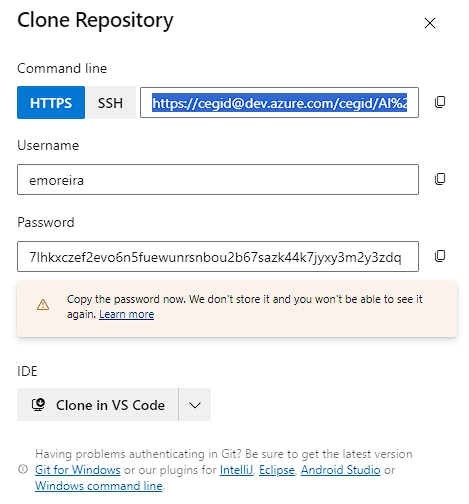 Clone Repository
Command line
HTTPS SSH https://cegid@dev.azure.com/cegid/AI%2
Username
emoreira
Password
7lhkxczef2evo6n5fuewunrsnbou2b67sazk44k7jyxy3m2y3zdq
Copy the password now. We don't store it and you won't be able to see it
again. Learn more
IDE
Clone in VS Code
Having problems authenticating in Git? Be sure to get the latest version
Git for Windows or our plugins for IntelliJ, Eclipse, Android Studio or
Windows command line.